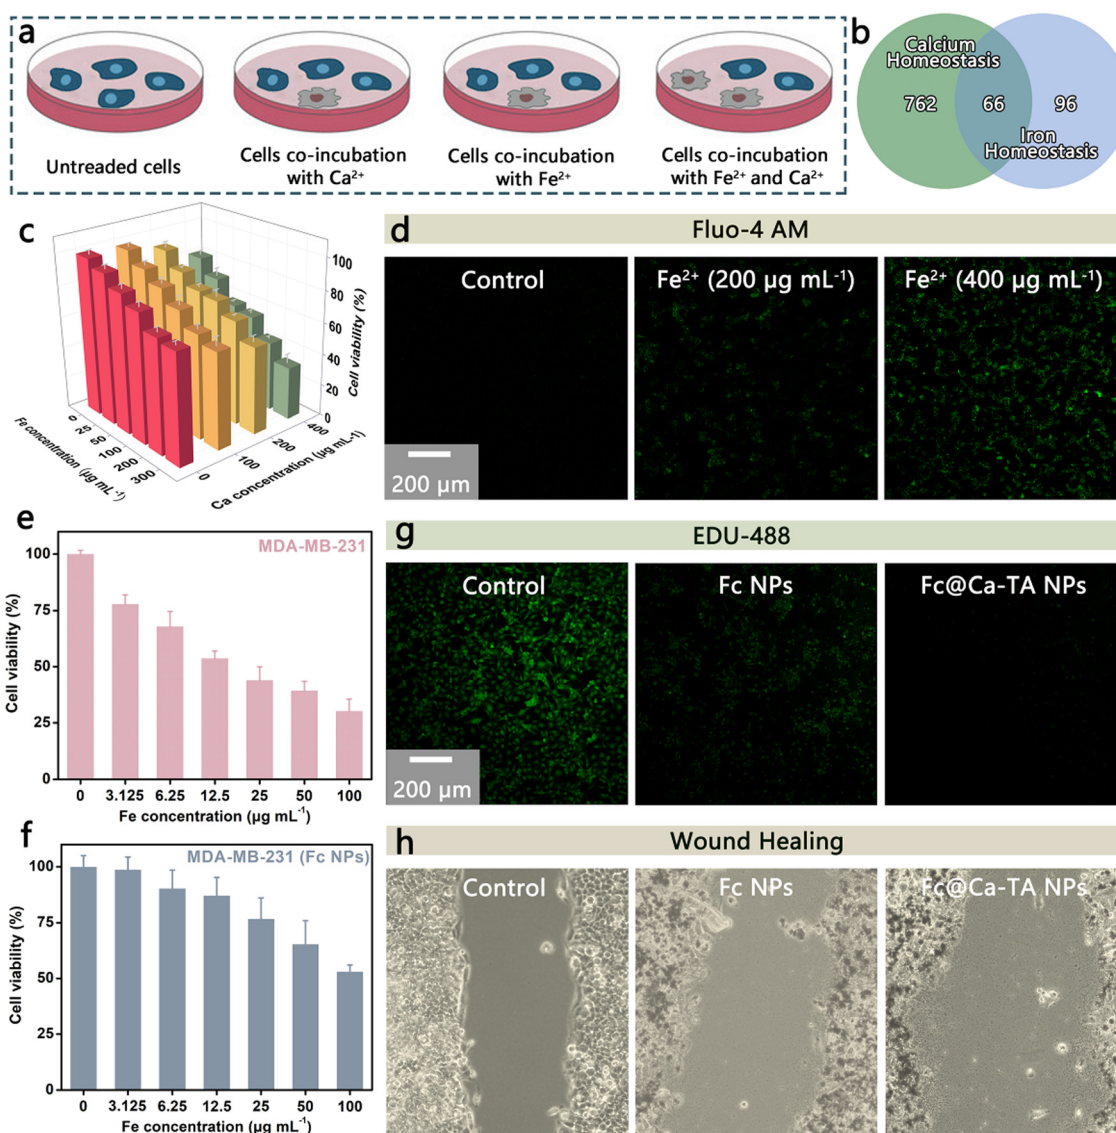 a
Untreaded cells
Cells co-incubation
with Ca²⁺
Cells co-incubation
with Fe²⁺
Cells co-incubation
with Fe²⁺ and Ca²⁺
b
Calcium
Homeostasis
762
66
96
Iron
Homeostasis
c
100
80
60
40
20
0
Cell viability (%)
0
25
50
100
200
300
Fe concentration (µg mL⁻¹)
0
100
200
400
Ca concentration (µg mL⁻¹)
d
Fluo-4 AM
Control
Fe²⁺ (200 µg mL⁻¹)
Fe²⁺ (400 µg mL⁻¹)
200 µm
e
MDA-MB-231
Cell viability (%)
100
75
50
25
0
0 3.125 6.25 12.5 25 50 100
Fe concentration (µg mL⁻¹)
f
MDA-MB-231 (Fc NPs)
Cell viability (%)
100
75
50
25
0
0 3.125 6.25 12.5 25 50 100
Fe concentration (µg mL⁻¹)
g
EDU-488
Control
Fc NPs
Fc@Ca-TA NPs
200 µm
h
Wound Healing
Control
Fc NPs
Fc@Ca-TA NPs